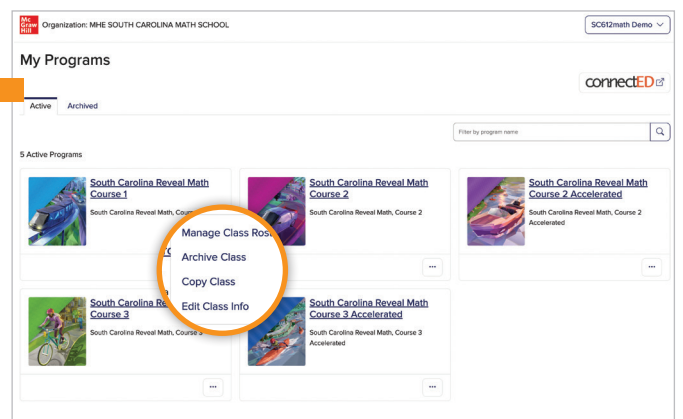 Mc
Graw
Hill
Organization: MHE SOUTH CAROLINA MATH SCHOOL
SC612math Demo
My Programs
connectED
Active
Archived
Filter by program name
5 Active Programs
South Carolina Reveal Math
Course 1
South Carolina Reveal Math,
South Carolina Reveal Math
Course 2
South Carolina Reveal Math, Course 2
South Carolina Reveal Math
Course 2 Accelerated
South Carolina Reveal Math, Course 2
Accelerated
...
...
Manage Class Rost
Archive Class
Copy Class
Edit Class Info
South Carolina Re
Course 3
South Carolina Reveal Math, Course 3
South Carolina Reveal Math
Course 3 Accelerated
South Carolina Reveal Math, Course 3
Accelerated
...
...